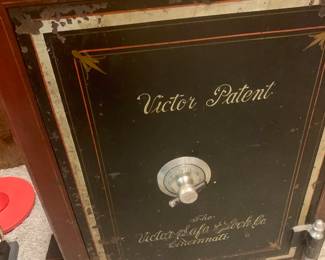 Victor Patent
The
Victor Safe & Lock Co.
Cincinnati